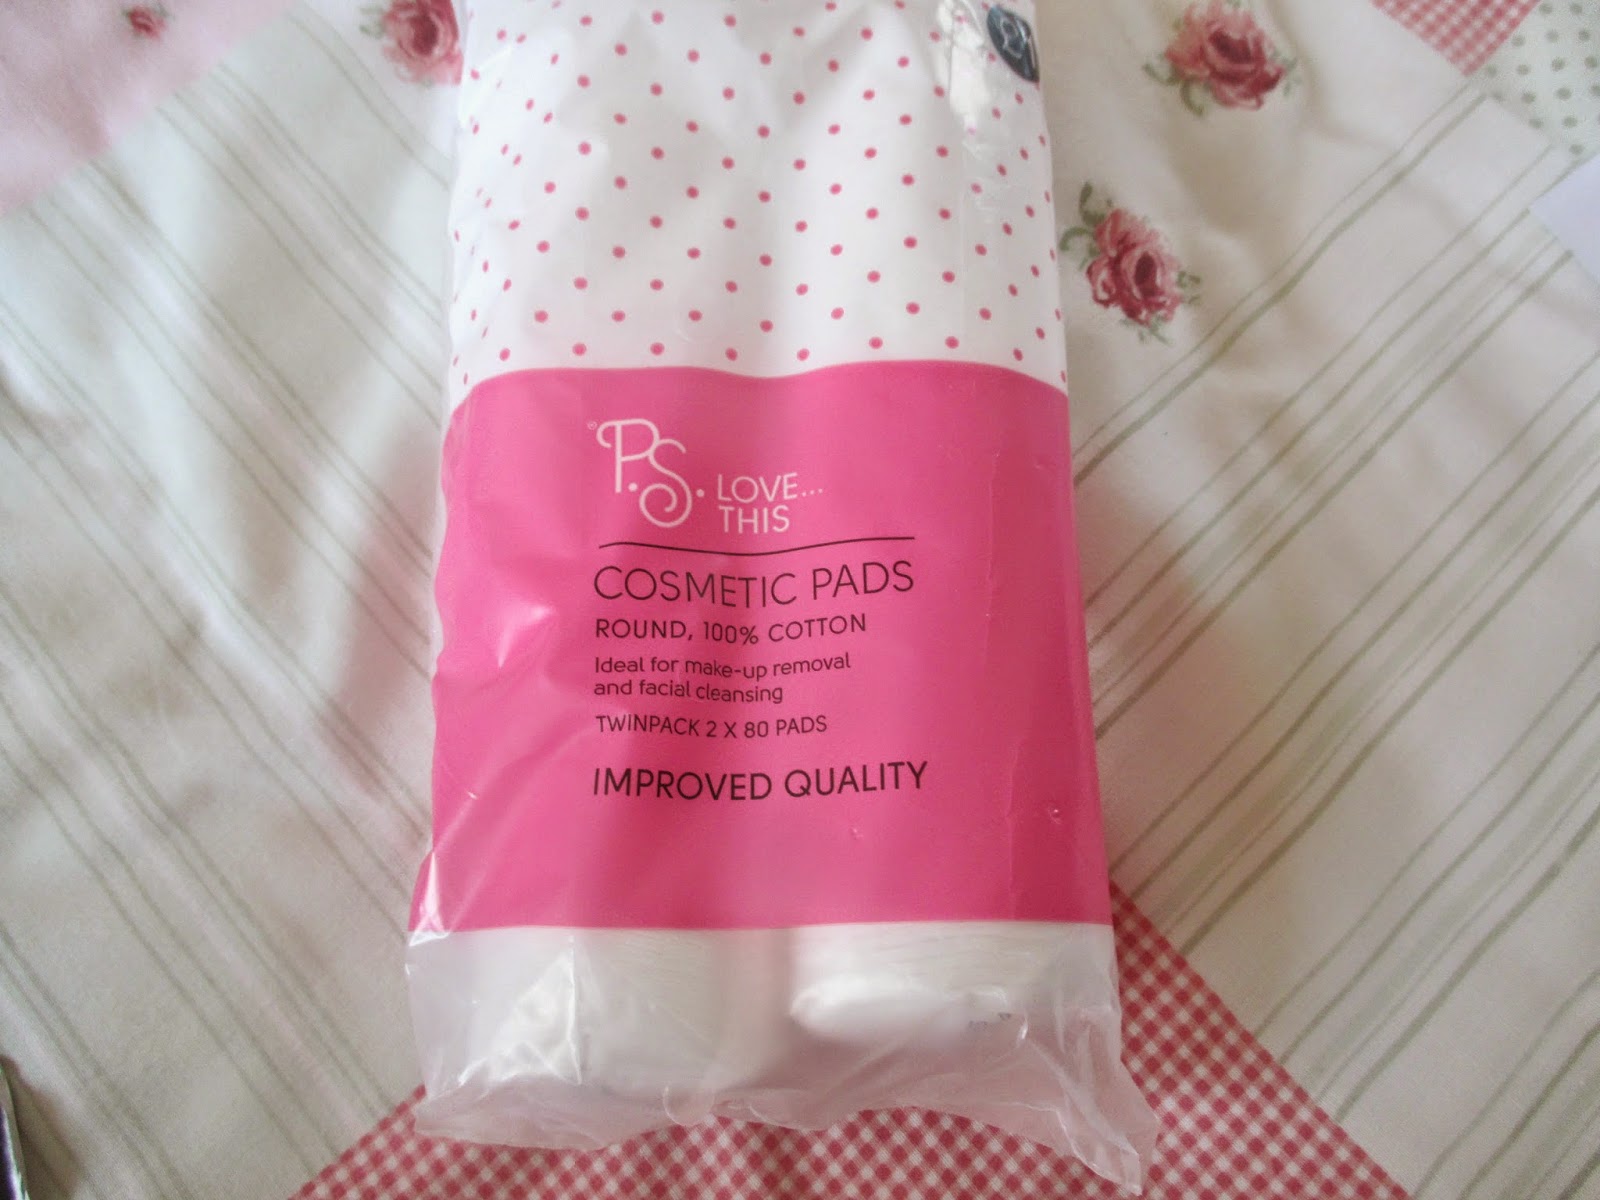 ® P.S. LOVE...
THIS
COSMETIC PADS
ROUND, 100% COTTON
Ideal for make-up removal
and facial cleansing
TWINPACK 2 X 80 PADS
IMPROVED QUALITY